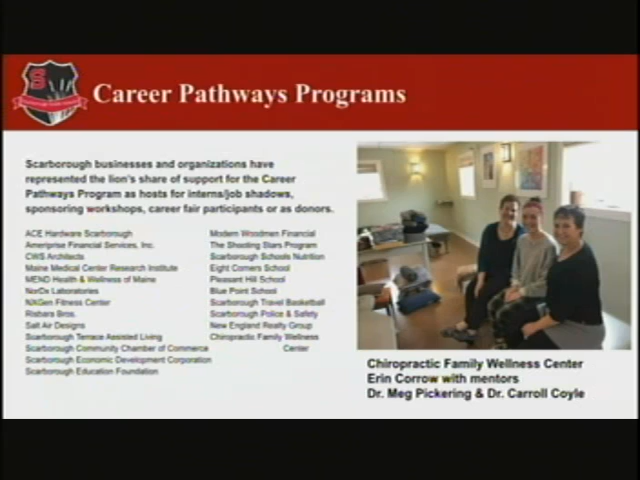 S
Career Pathways Programs
Scarborough businesses and organizations have
represented the lion's share of support for the Career
Pathways Program as hosts for interns/job shadows,
sponsoring workshops, career fair participants or as donors.
ACE Hardware Scarborough
Ameriprise Financial Services, Inc.
CWS Architects
Maine Medical Center Research Institute
MEND Health & Wellness of Maine
NorDx Laboratories
NXGen Fitness Center
Risbara Bros.
Salt Air Designs
Scarborough Terrace Assisted Living
Scarborough Community Chamber of Commerce
Scarborough Economic Development Corporation
Scarborough Education Foundation
Modern Woodmen Financial
The Shooting Stars Program
Scarborough Schools Nutrition
Eight Corners School
Pleasant Hill School
Blue Point School
Scarborough Travel Basketball
Scarborough Police & Safety
New England Realty Group
Chiropractic Family Wellness
Center
Chiropractic Family Wellness Center
Erin Corrow with mentors
Dr. Meg Pickering & Dr. Carroll Coyle